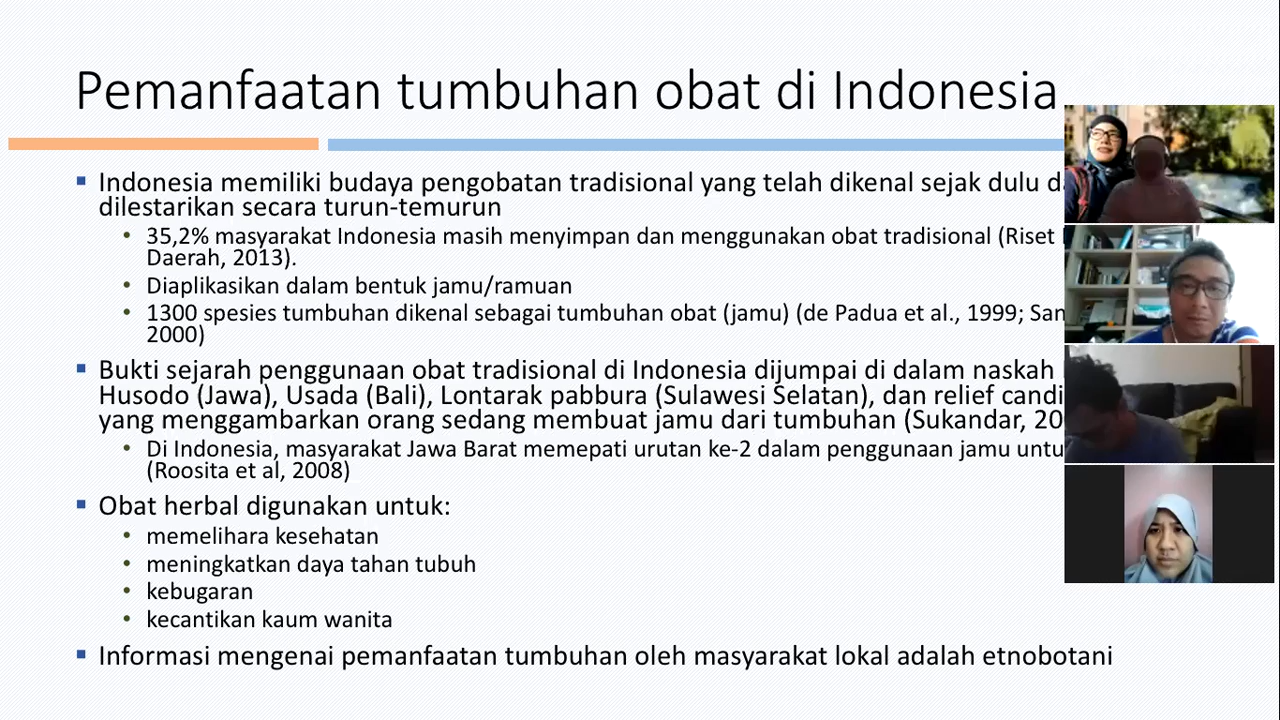 Pemanfaatan tumbuhan obat di Indonesia
Indonesia memiliki budaya pengobatan tradisional yang telah dikenal sejak dulu
dilestarikan secara turun-temurun
35,2% masyarakat Indonesia masih menyimpan dan menggunakan obat tradisional (Riset
Daerah, 2013).
Diaplikasikan dalam bentuk jamu/ramuan
1300 spesies tumbuhan dikenal sebagai tumbuhan obat (jamu) (de Padua et al., 1999;
2000)
Bukti sejarah penggunaan obat tradisional di Indonesia dijumpai di dalam naskah
Husodo (Jawa), Usada (Bali), Lontarak pabbura (Sulawesi Selatan), dan relief candi
yang menggambarkan orang sedang membuat jamu dari tumbuhan (Sukandar,
Di Indonesia, masyarakat Jawa Barat memepati urutan ke-2 dalam penggunaan jamu
(Roosita et al, 2008)
Obat herbal digunakan untuk:
memelihara kesehatan
meningkatkan daya tahan tubuh
kebugaran
kecantikan kaum wanita
Informasi mengenai pemanfaatan tumbuhan oleh masyarakat lokal adalah etnobotani